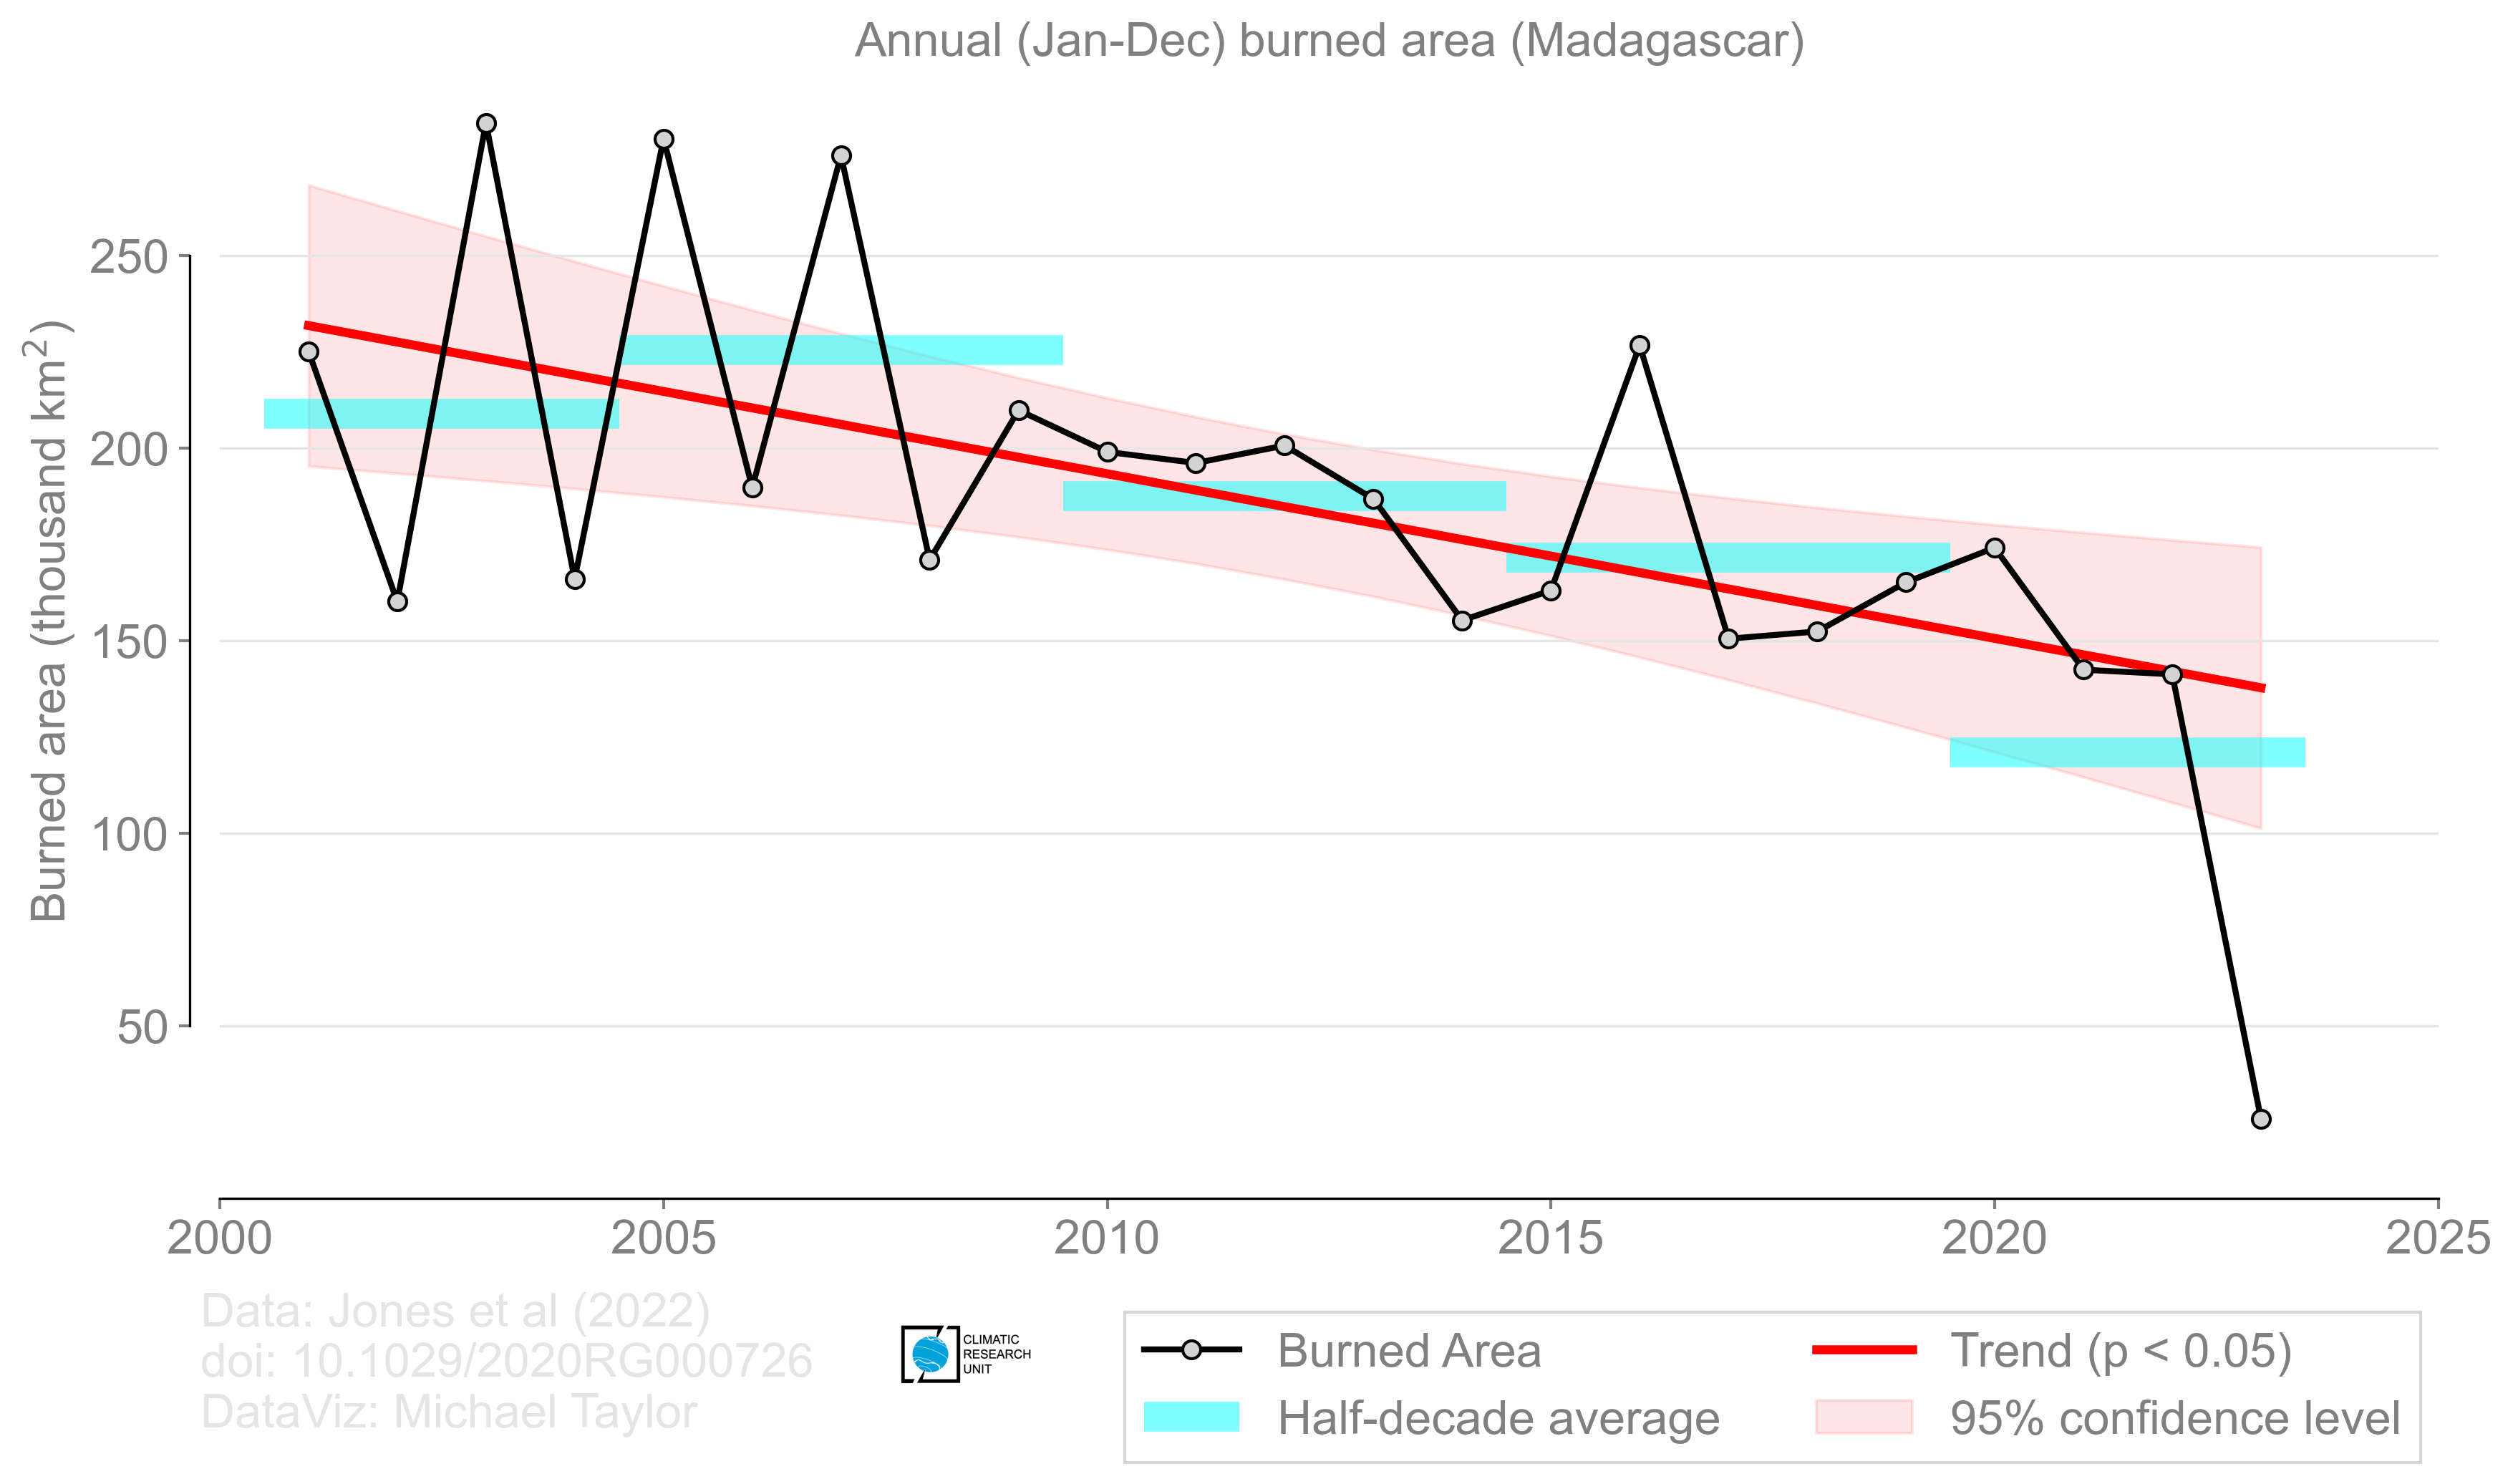 Annual (Jan-Dec) burned area (Madagascar)
Burned area (thousand km²)
250
200
150
100
50
2000 2005 2010 2015 2020 2025
Data: Jones et al (2022)
doi: 10.1029/2020RG000726
DataViz: Michael Taylor
CLIMATIC
RESEARCH
UNIT
Burned Area
Half-decade average
Trend (p < 0.05)
95% confidence level